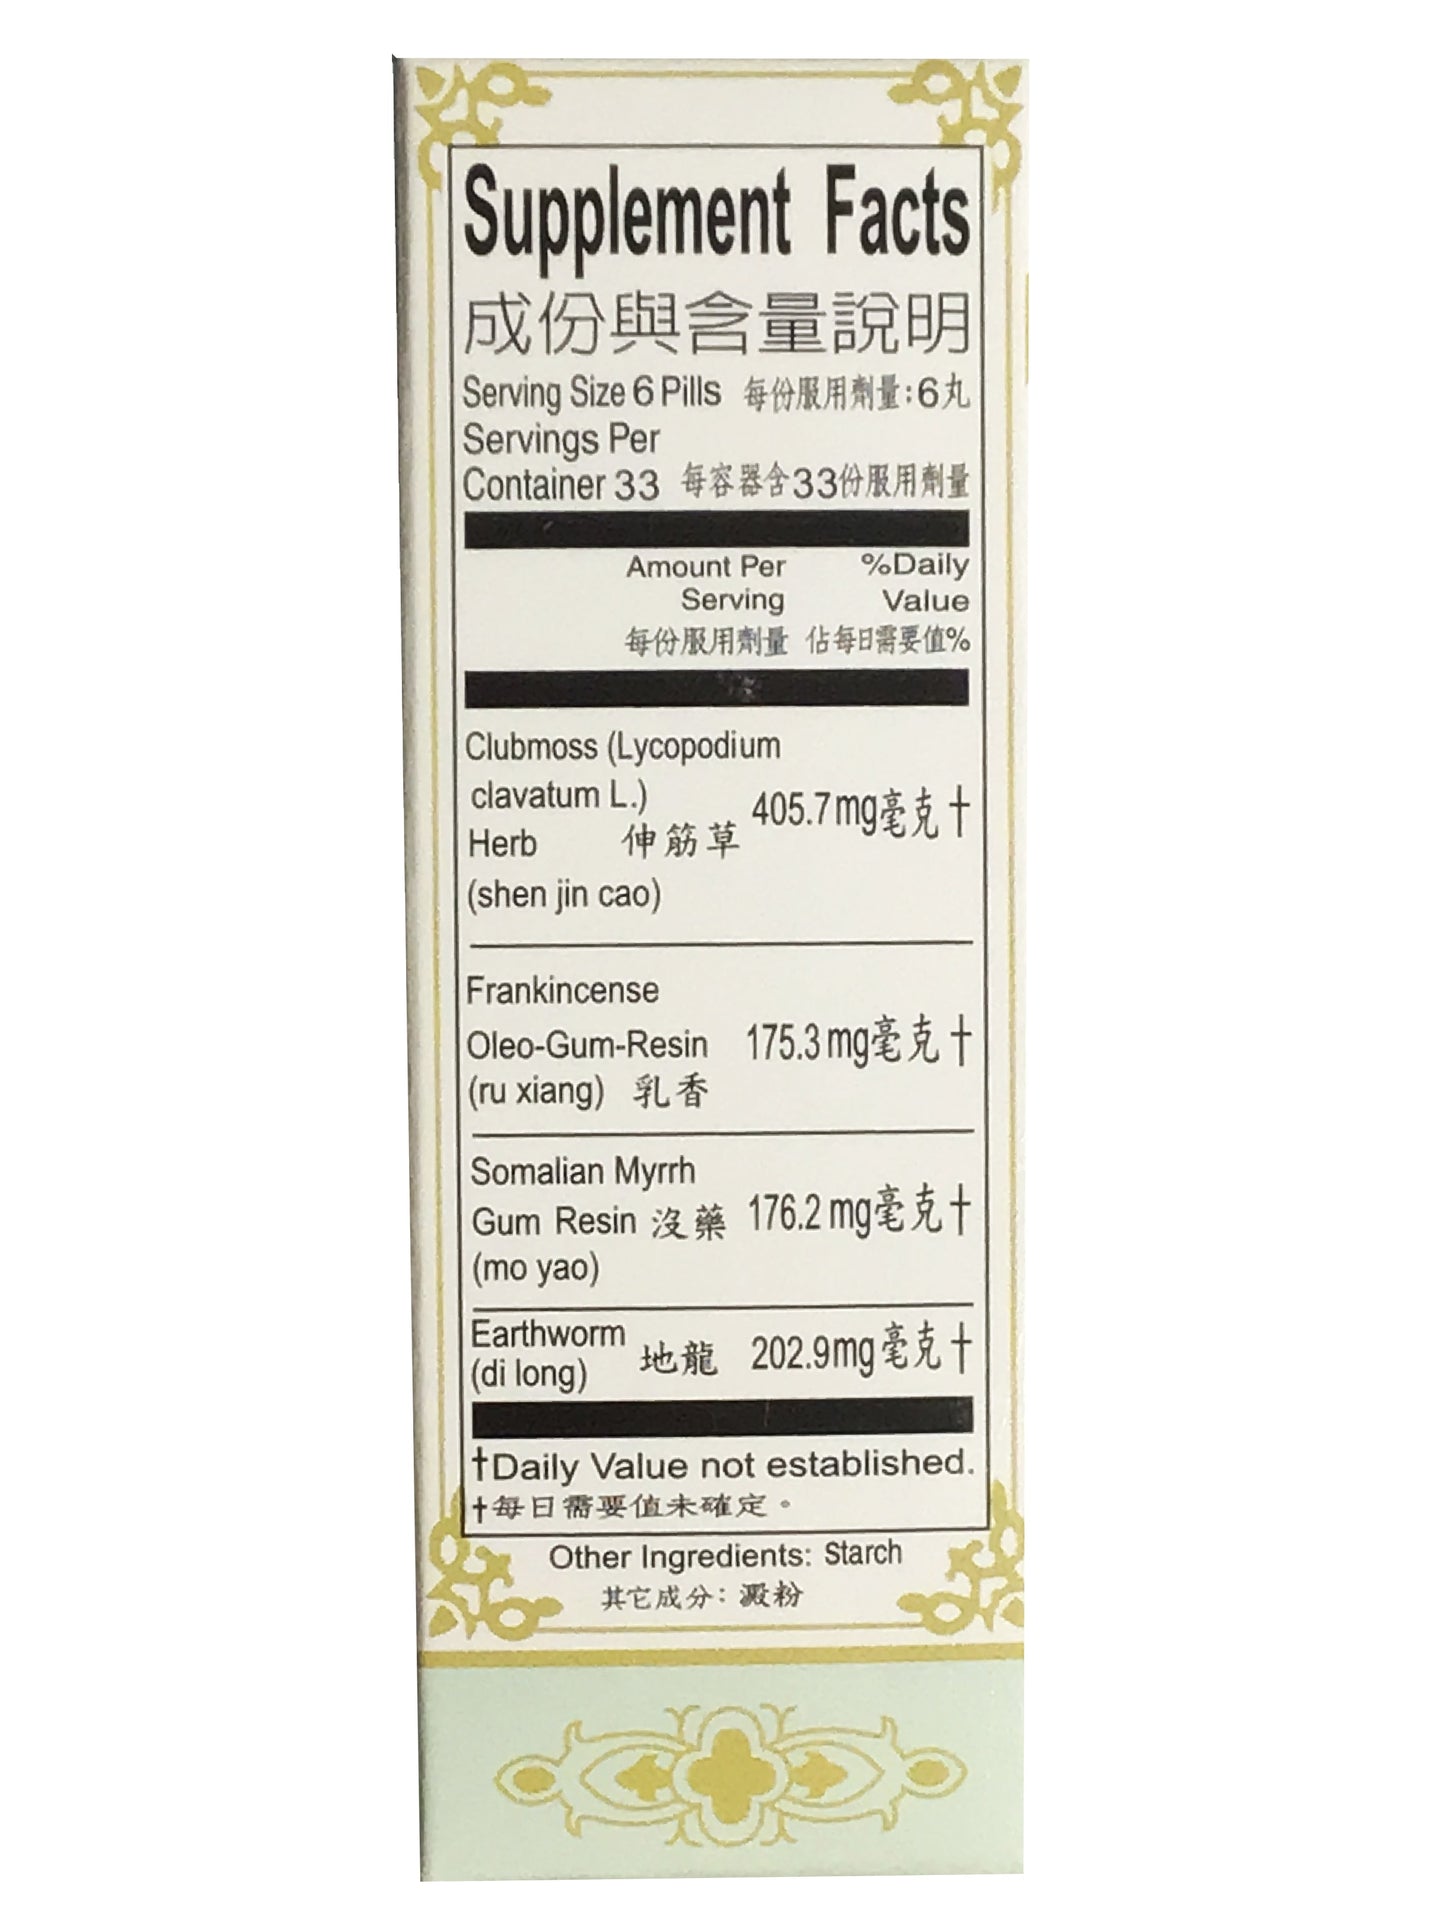 Supplement Facts
成份與含量說明
Serving Size 6 Pills 每份服用劑量:6丸
Servings Per
Container 33 每容器含33份服用劑量
Amount Per %Daily
Serving Value
每份服用劑量 佔每日需要值%
Clubmoss (Lycopodium
clavatum L.) 405.7mg毫克†
Herb 伸筋草
(shen jin cao)
Frankincense
Oleo-Gum-Resin 175.3mg毫克†
(ru xiang) 乳香
Somalian Myrrh
Gum Resin 沒藥 176.2mg毫克†
(mo yao)
Earthworm 地龍 202.9mg毫克†
(di long)
†Daily Value not established.
†每日需要值未確定。
Other Ingredients: Starch
其它成分: 澱粉